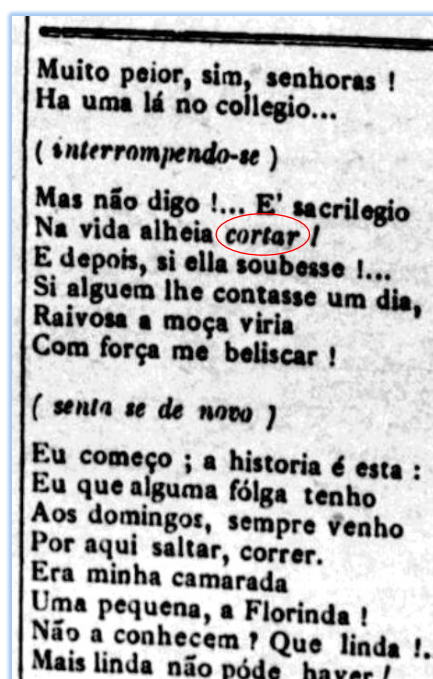 Muito peior, sim, senhoras !
Ha uma lá no collegio...
( interrompendo-se )
Mas não digo !... E' sacrilegio
Na vida alheia cortar !
E depois, si ella soubesse !...
Si alguem lhe contasse um dia,
Raivosa a moça viria
Com força me beliscar !
( senta se de novo )
Eu começo ; a historia é esta :
Eu que alguma fólga tenho
Aos domingos, sempre venho
Por aqui saltar, correr.
Era minha camarada
Uma pequena, a Florinda !
Não a conhecem ? Que linda !..
Mais linda não póde haver !